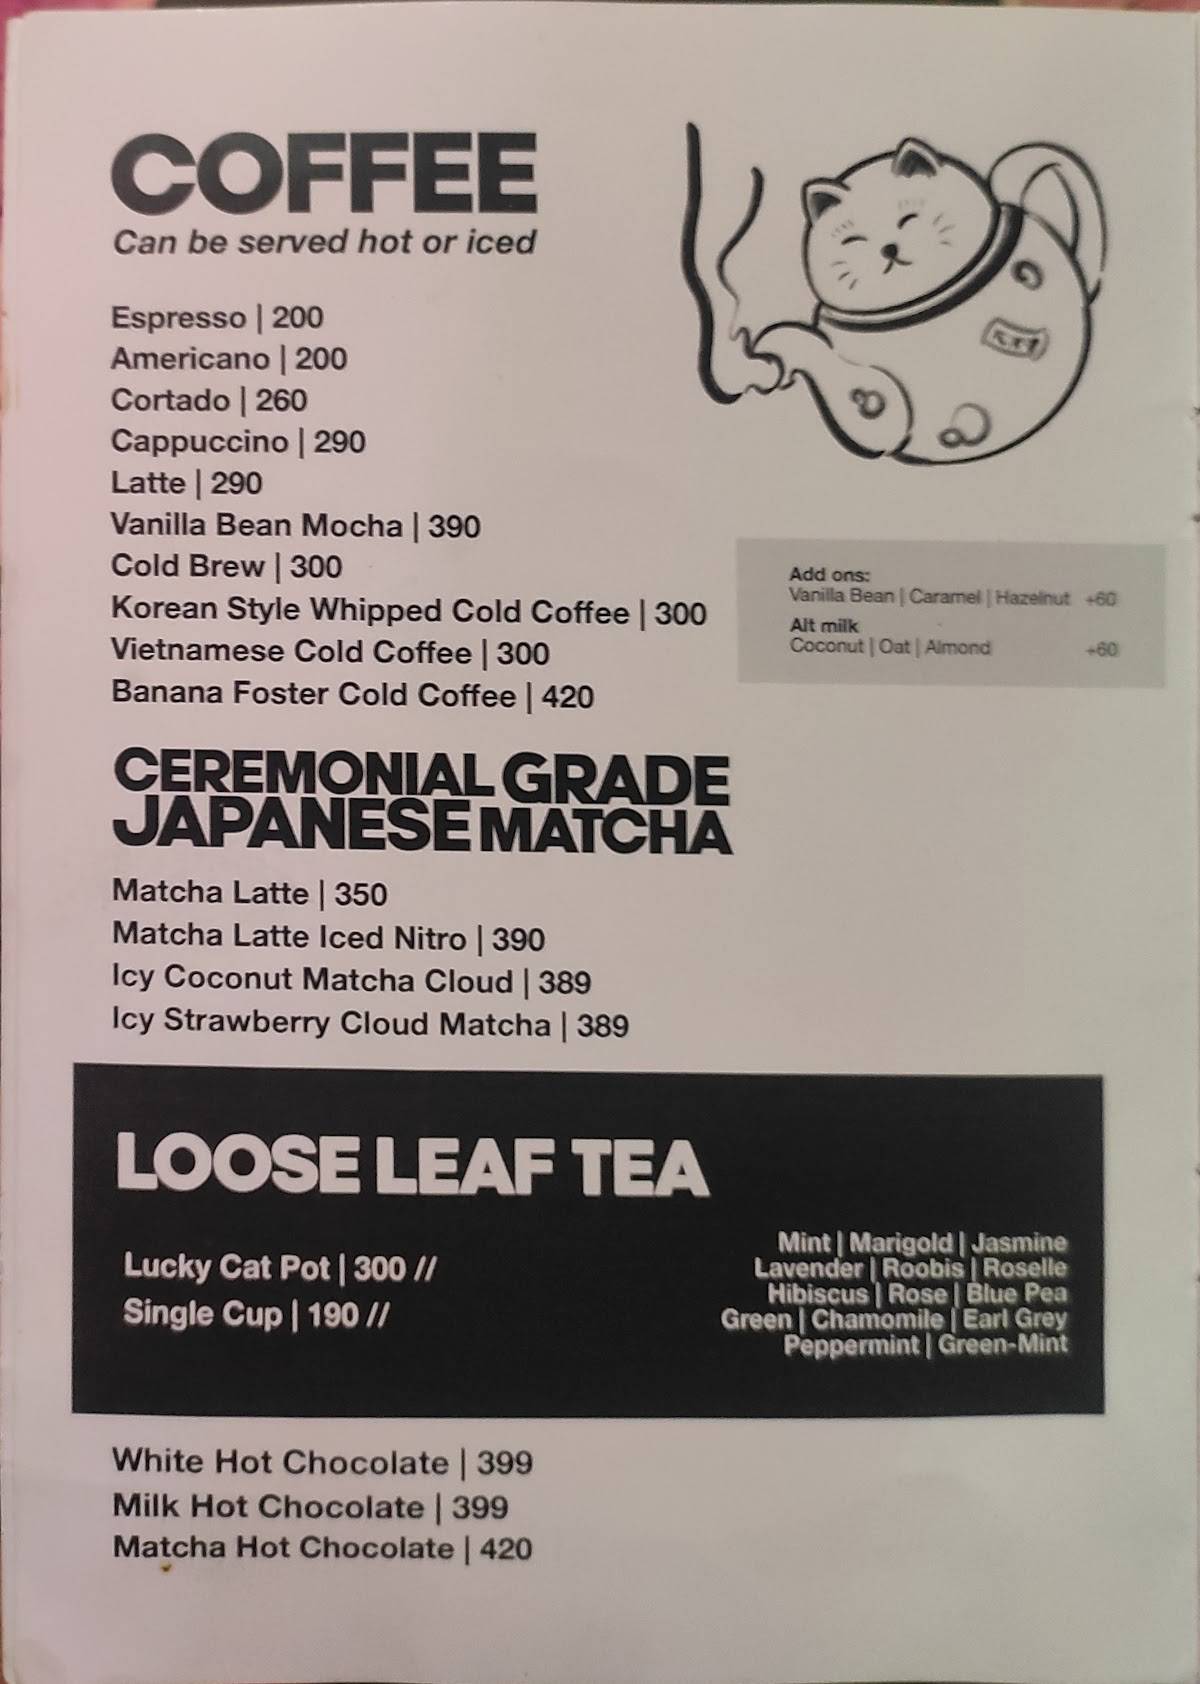 COFFEE
Can be served hot or iced
Espresso | 200
Americano | 200
Cortado | 260
Cappuccino | 290
Latte | 290
Vanilla Bean Mocha | 390
Cold Brew | 300
Korean Style Whipped Cold Coffee | 300
Vietnamese Cold Coffee | 300
Banana Foster Cold Coffee | 420
Add ons:
Vanilla Bean | Caramel | Hazelnut +60
Alt milk
Coconut | Oat | Almond +60
CEREMONIAL GRADE
JAPANESE MATCHA
Matcha Latte | 350
Matcha Latte Iced Nitro | 390
Icy Coconut Matcha Cloud | 389
Icy Strawberry Cloud Matcha | 389
LOOSE LEAF TEA
Lucky Cat Pot | 300 //
Single Cup | 190 //
Mint | Marigold | Jasmine
Lavender | Roobis | Roselle
Hibiscus | Rose | Blue Pea
Green | Chamomile | Earl Grey
Peppermint | Green-Mint
White Hot Chocolate | 399
Milk Hot Chocolate | 399
Matcha Hot Chocolate | 420